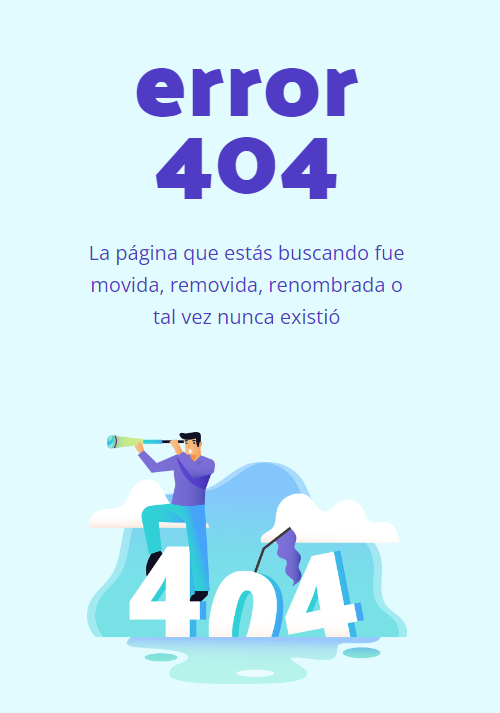 error
404
La página que estás buscando fue
movida, removida, renombrada o
tal vez nunca existió
404